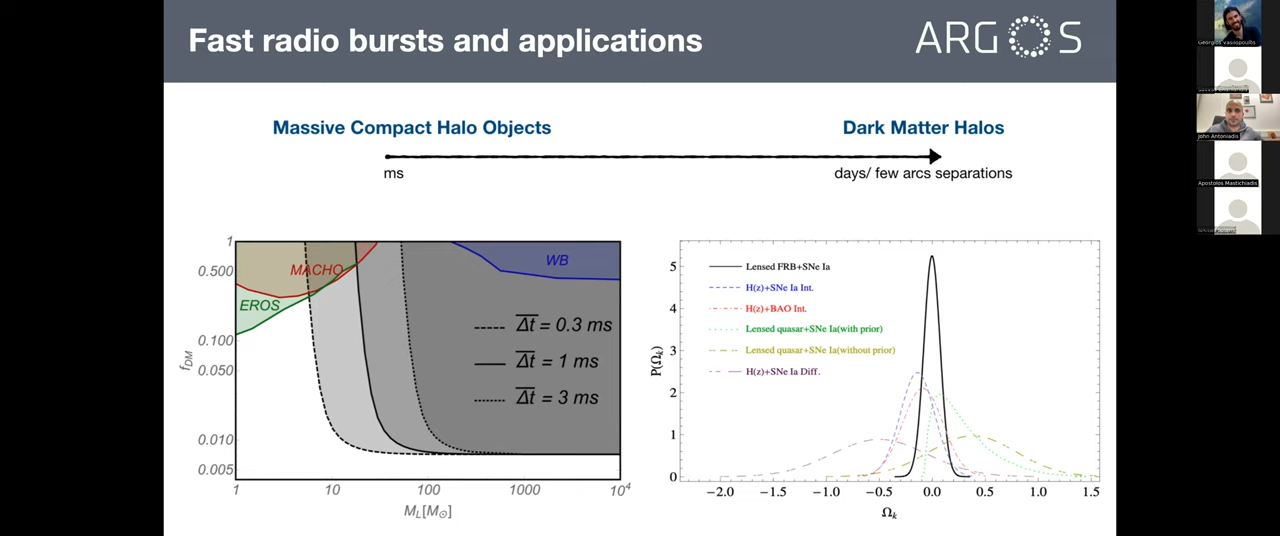 Fast radio bursts and applications
ARGOS
Massive Compact Halo Objects
Dark Matter Halos
ms
days/ few arcs separations
1
0.500
0.100
0.050
0.010
0.005
f_DM
MACHO
EROS
WB
Δt = 0.3 ms
Δt = 1 ms
Δt = 3 ms
1
10
100
1000
10⁴
M_L[M_⊙]
5
4
3
2
1
0
P(Ω_k)
Lensed FRB+SNe Ia
H(z)+SNe Ia Int.
H(z)+BAO Int.
Lensed quasar+SNe Ia(with prior)
Lensed quasar+SNe Ia(without prior)
H(z)+SNe Ia Diff.
−2.0
−1.5
−1.0
−0.5
0.0
0.5
1.0
1.5
Ω_k
Georgios Vasilopoulos
John Antoniadis
Apostolos Mastichiadis